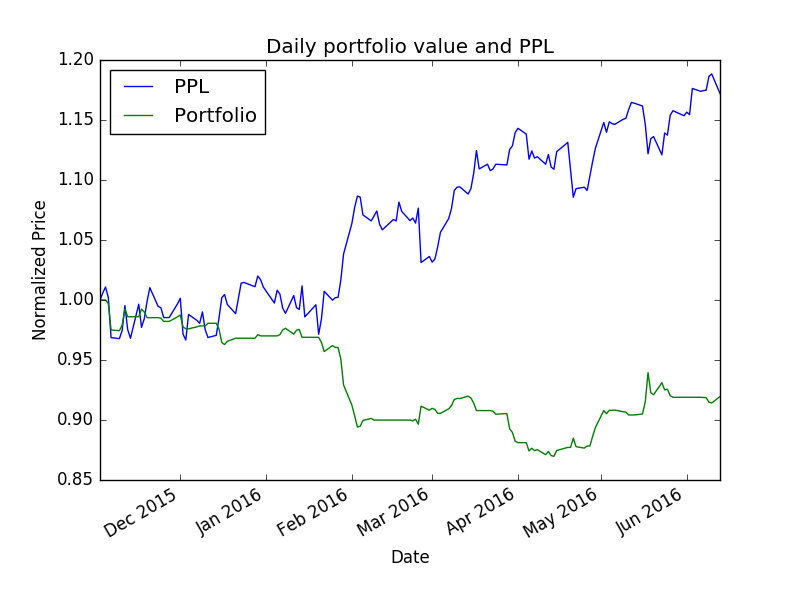 Daily portfolio value and PPL
1.20
1.15
1.10
1.05
1.00
0.95
0.90
0.85
PPL
Portfolio
Normalized Price
Dec 2015
Jan 2016
Feb 2016
Mar 2016
Apr 2016
May 2016
Jun 2016
Date